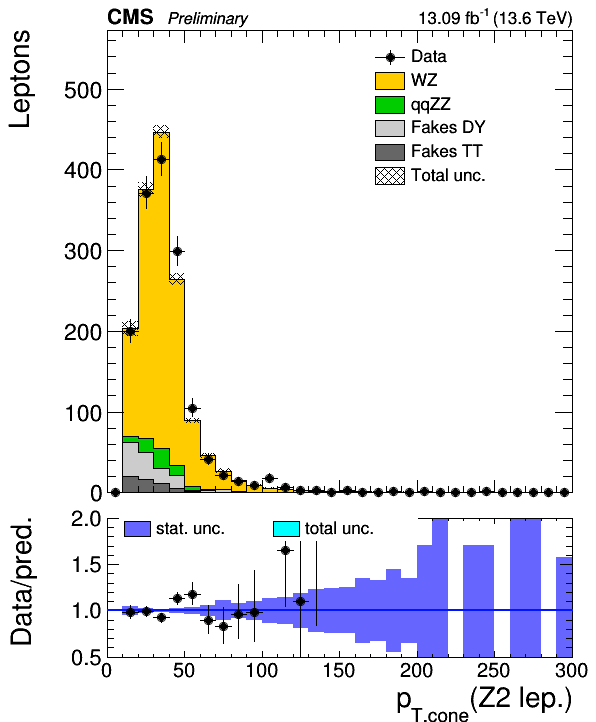 CMS Preliminary 13.09 fb⁻¹ (13.6 TeV)
Leptons
Data
WZ
qqZZ
Fakes DY
Fakes TT
Total unc.
500
400
300
200
100
0
Data/pred.
stat. unc. total unc.
2.0
1.5
1.0
0.5
0 50 100 150 200 250 300
p_T,cone (Z2 lep.)